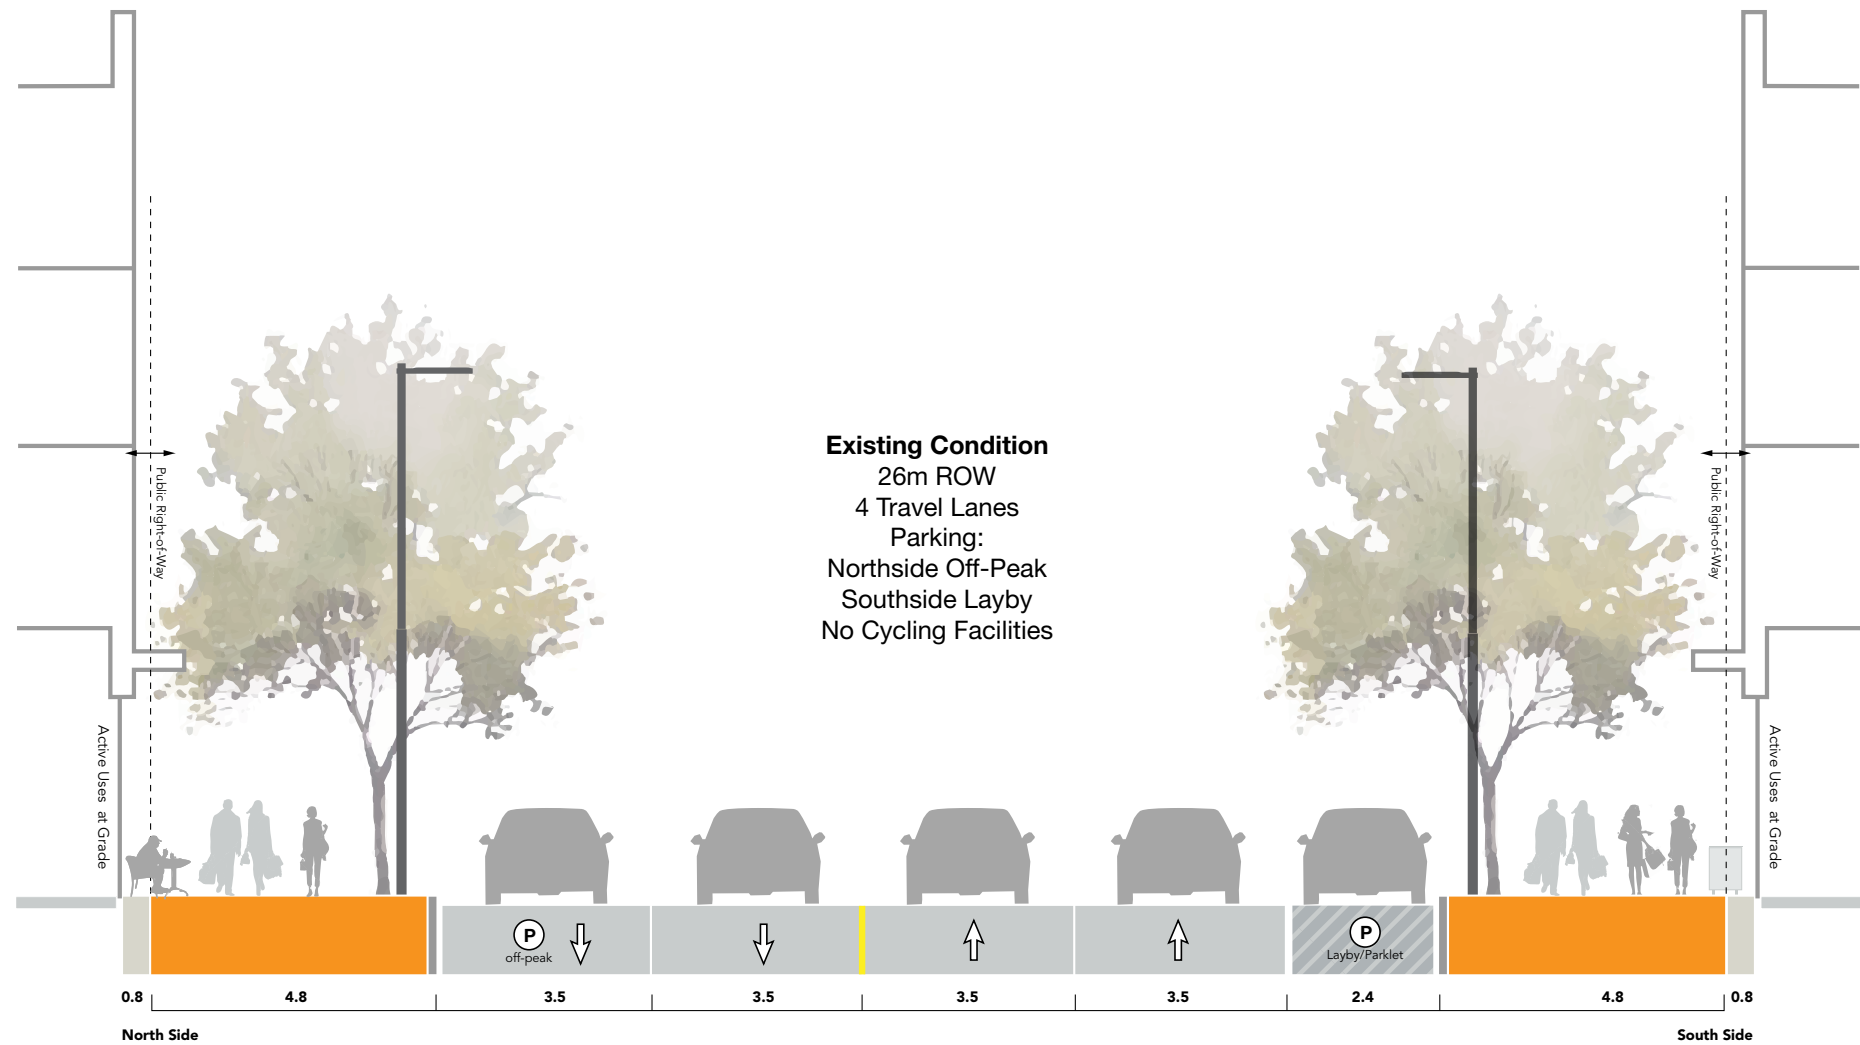 Existing Condition
26m ROW
4 Travel Lanes
Parking:
Northside Off-Peak
Southside Layby
No Cycling Facilities
Public Right-of-Way
Public Right-of-Way
Active Uses at Grade
Active Uses at Grade
P
off-peak
P
Layby/Parklet
0.8 4.8 3.5 3.5 3.5 3.5 2.4 4.8 0.8
North Side
South Side